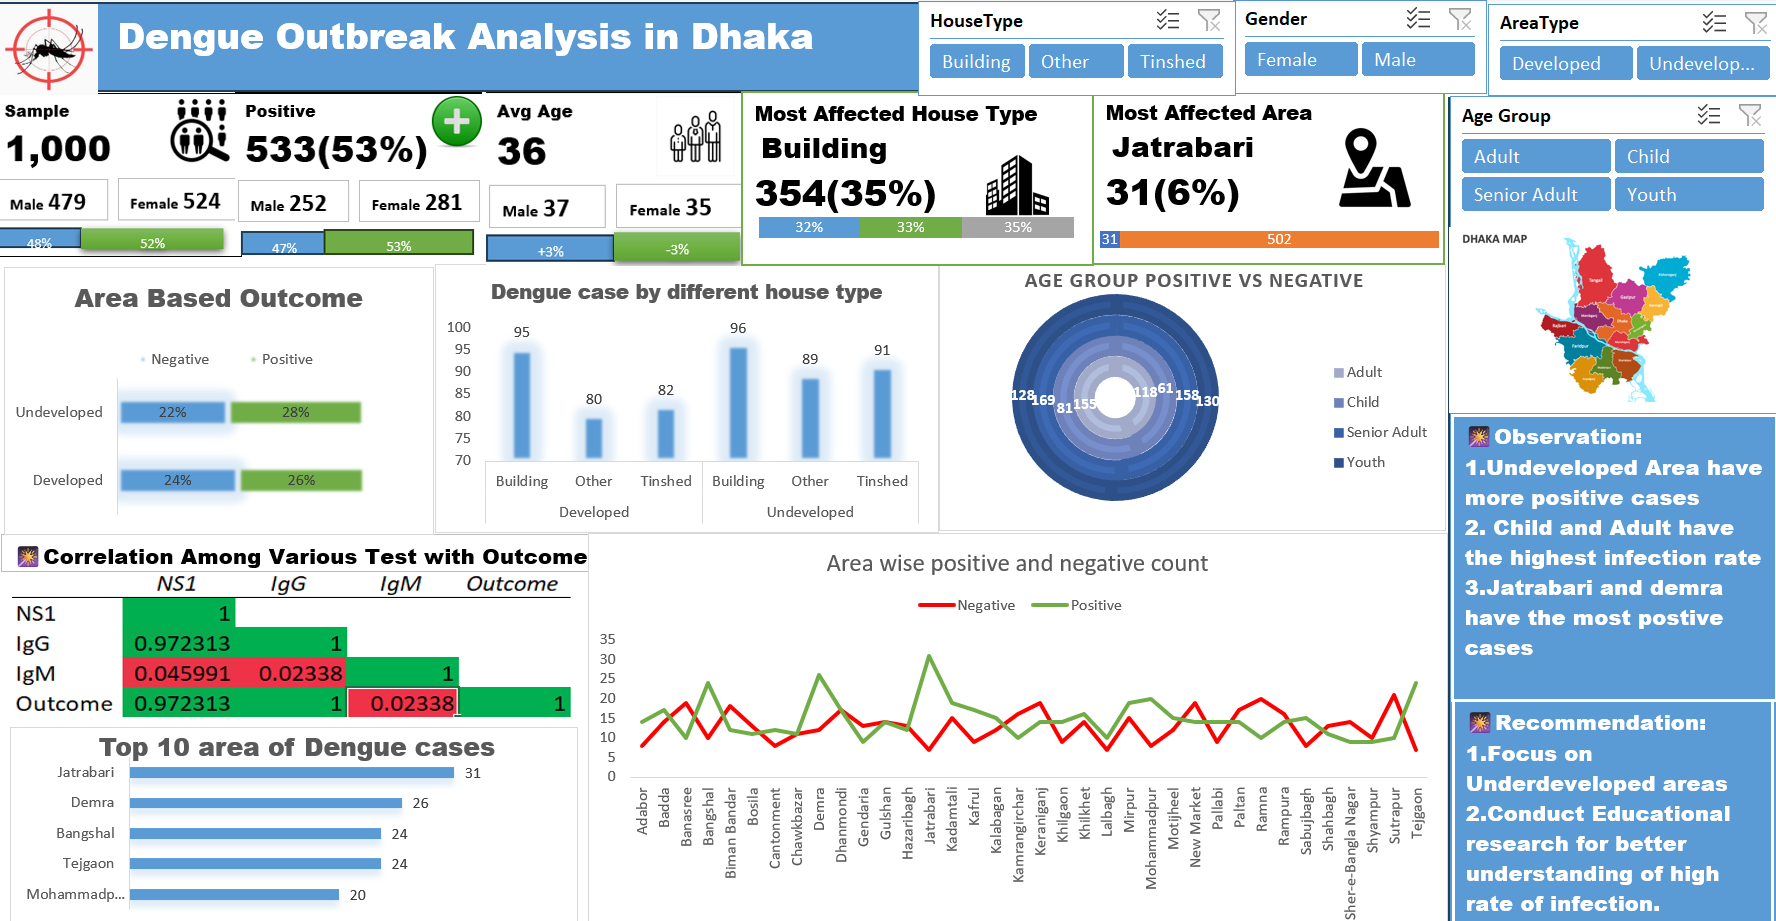 Dengue Outbreak Analysis in Dhaka
HouseType
Building Other Tinshed
Gender
Female Male
AreaType
Developed Undevelop...
Sample
1,000
Male 479 Female 524
48% 52%
Positive
533(53%)
Male 252 Female 281
47% 53%
Avg Age
36
Male 37 Female 35
+3% -3%
Most Affected House Type
Building
354(35%)
32% 33% 35%
Most Affected Area
Jatrabari
31(6%)
31 502
Age Group
Adult Child
Senior Adult Youth
DHAKA MAP
Area Based Outcome
Negative Positive
Undeveloped 22% 28%
Developed 24% 26%
Dengue case by different house type
100
95
90
85
80
75
70
95 80 82 96 89 91
Building Other Tinshed Building Other Tinshed
Developed Undeveloped
AGE GROUP POSITIVE VS NEGATIVE
128 169 81 155 118 61 158 130
Adult
Child
Senior Adult
Youth
Observation:
1.Undeveloped Area have
more positive cases
2. Child and Adult have
the highest infection rate
3.Jatrabari and demra
have the most postive
cases
Correlation Among Various Test with Outcome
NS1 IgG IgM Outcome
NS1 1
IgG 0.972313 1
IgM 0.045991 0.02338 1
Outcome 0.972313 1 0.02338 1
Top 10 area of Dengue cases
Jatrabari 31
Demra 26
Bangshal 24
Tejgaon 24
Mohammadp... 20
Area wise positive and negative count
Negative Positive
35
30
25
20
15
10
5
0
Adabor
Badda
Banasree
Bangshal
Biman Bandar
Bosila
Cantonment
Chawkbazar
Demra
Dhanmondi
Gendaria
Gulshan
Hazaribagh
Jatrabari
Kadamtali
Kafrul
Kalabagan
Kamrangirchar
Keraniganj
Khilgaon
Khilkhet
Lalbagh
Mirpur
Mohammadpur
Motijheel
New Market
Pallabi
Paltan
Ramna
Rampura
Sabujbagh
Shahbagh
Sher-e-Bangla Nagar
Shyampur
Sutrapur
Tejgaon
Recommendation:
1.Focus on
Underdeveloped areas
2.Conduct Educational
research for better
understanding of high
rate of infection.